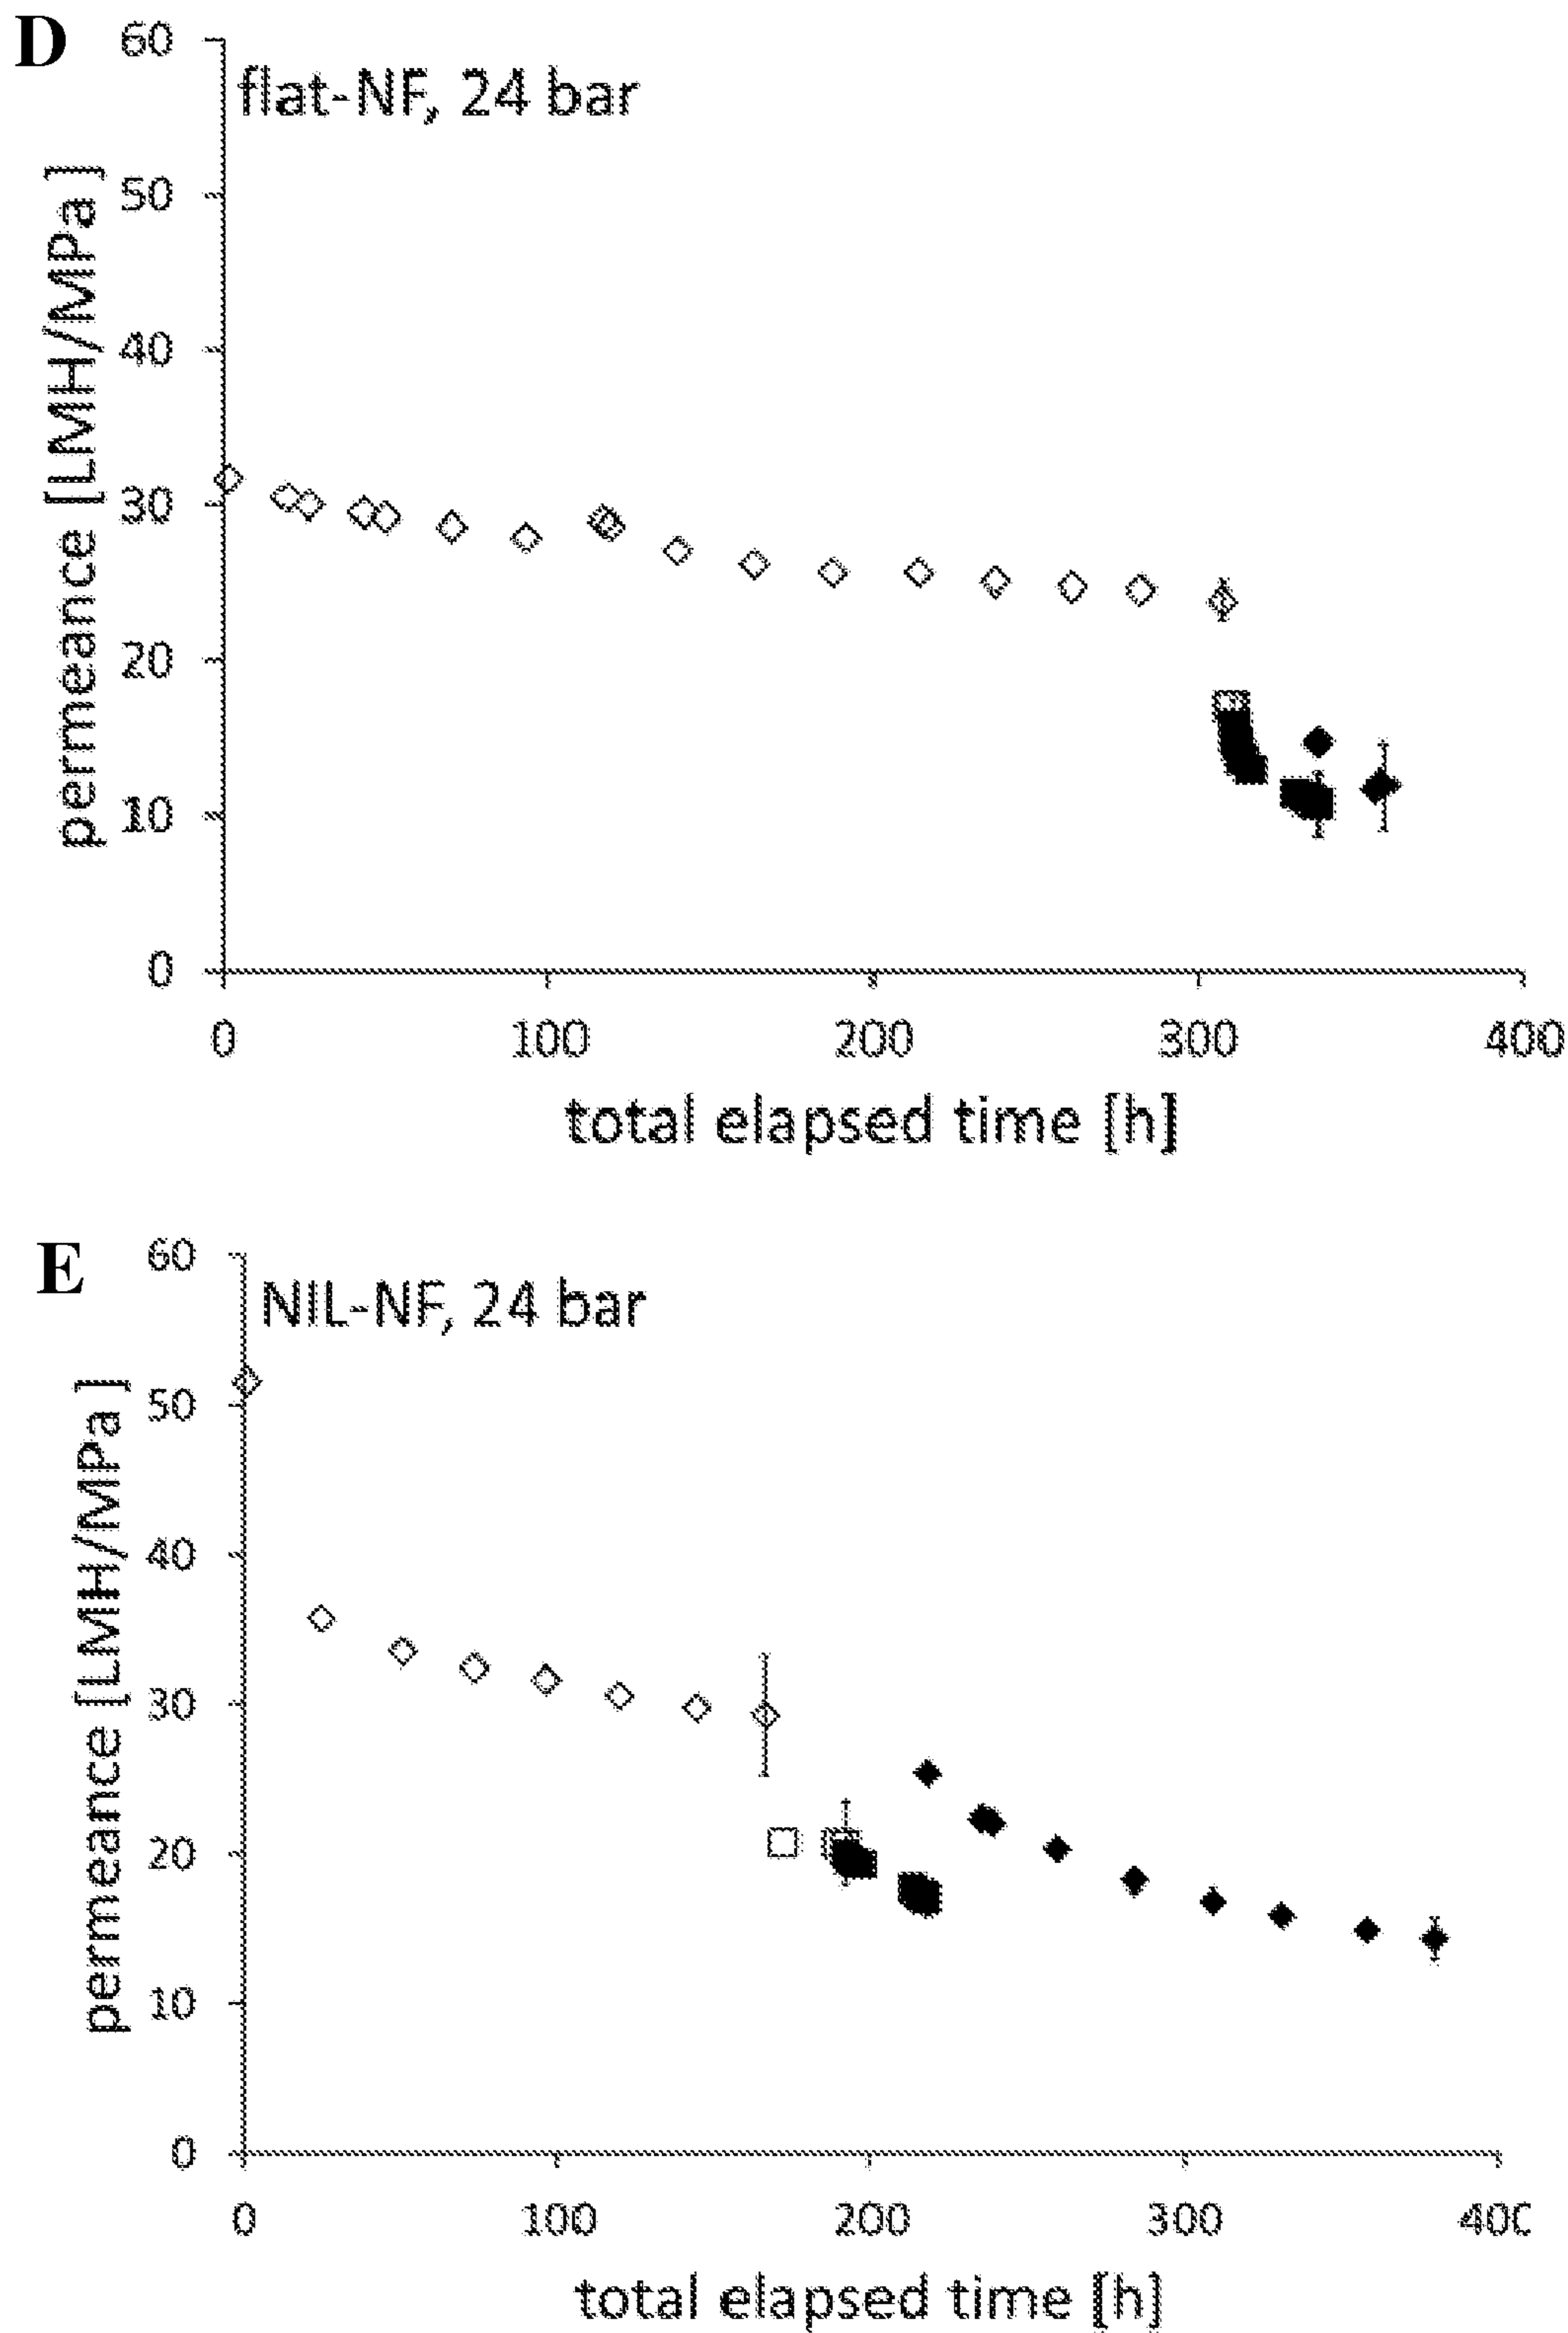 D
flat-NF, 24 bar
permeance [LMH/MPa]
60
50
40
30
20
10
0
0 100 200 300 400
total elapsed time [h]
E
NIL-NF, 24 bar
permeance [LMH/MPa]
60
50
40
30
20
10
0
0 100 200 300 400
total elapsed time [h]